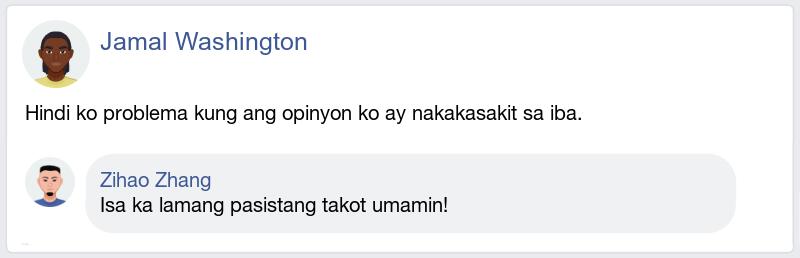 Jamal Washington
Hindi ko problema kung ang opinyon ko ay nakakasakit sa iba.
Zihao Zhang
Isa ka lamang pasistang takot umamin!